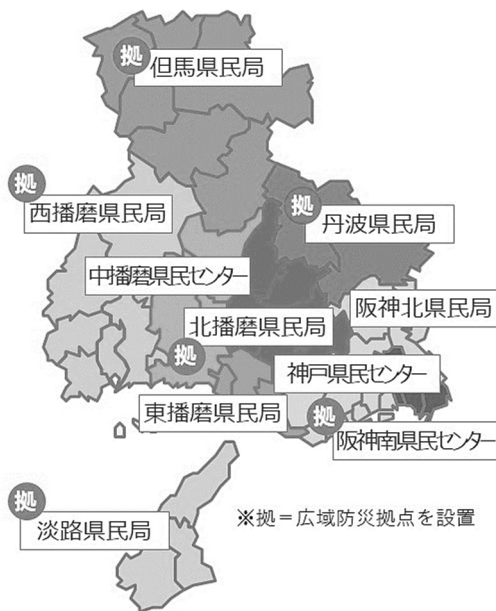 拠
但馬県民局
拠
西播磨県民局
拠
丹波県民局
中播磨県民センター
阪神北県民局
北播磨県民局
拠
神戸県民センター
東播磨県民局
拠
阪神南県民センター
拠
淡路県民局
※拠＝広域防災拠点を設置